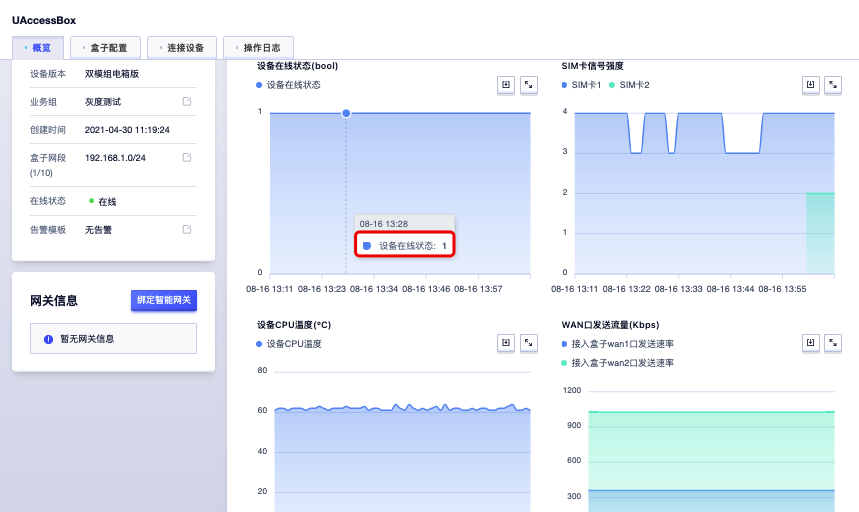 UAccessBox
概览
盒子配置
连接设备
操作日志
设备版本 双模组电箱版
业务组 灰度测试
创建时间 2021-04-30 11:19:24
盒子网段 192.168.1.0/24
(1/10)
在线状态 在线
告警模板 无告警
网关信息 绑定智能网关
暂无网关信息
设备在线状态(bool)
设备在线状态
1
0
08-16 13:28
设备在线状态: 1
08-16 13:11 08-16 13:23 08-16 13:34 08-16 13:46 08-16 13:57
SIM卡信号强度
SIM卡1 SIM卡2
4
3
2
1
0
08-16 13:11 08-16 13:22 08-16 13:33 08-16 13:44 08-16 13:55
设备CPU温度(°C)
设备CPU温度
80
60
40
20
WAN口发送流量(Kbps)
接入盒子wan1口发送速率
接入盒子wan2口发送速率
1200
900
600
300